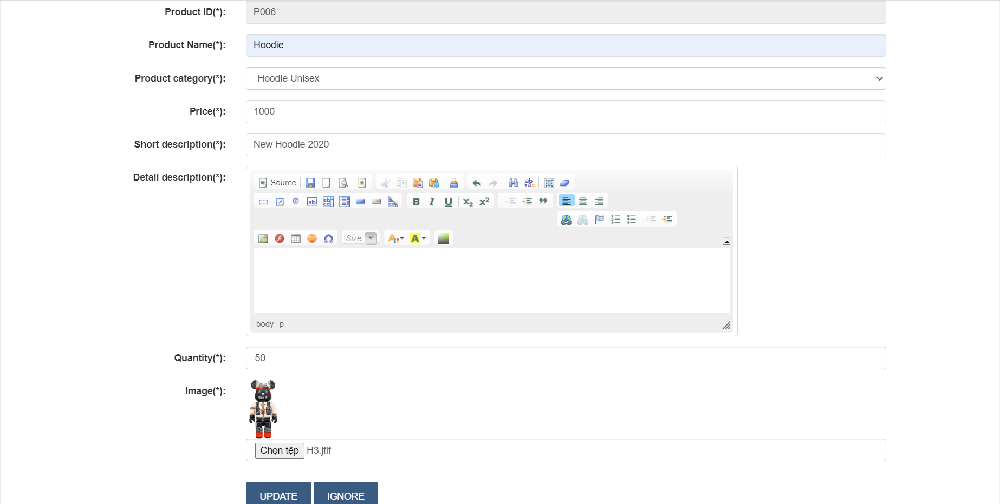 Product ID(*): P006
Product Name(*): Hoodie
Product category(*): Hoodie Unisex
Price(*): 1000
Short description(*): New Hoodie 2020
Detail description(*):
Source
B I U x₂ x²
Size
body p
Quantity(*): 50
Image(*):
Chọn tệp H3.jfif
UPDATE IGNORE